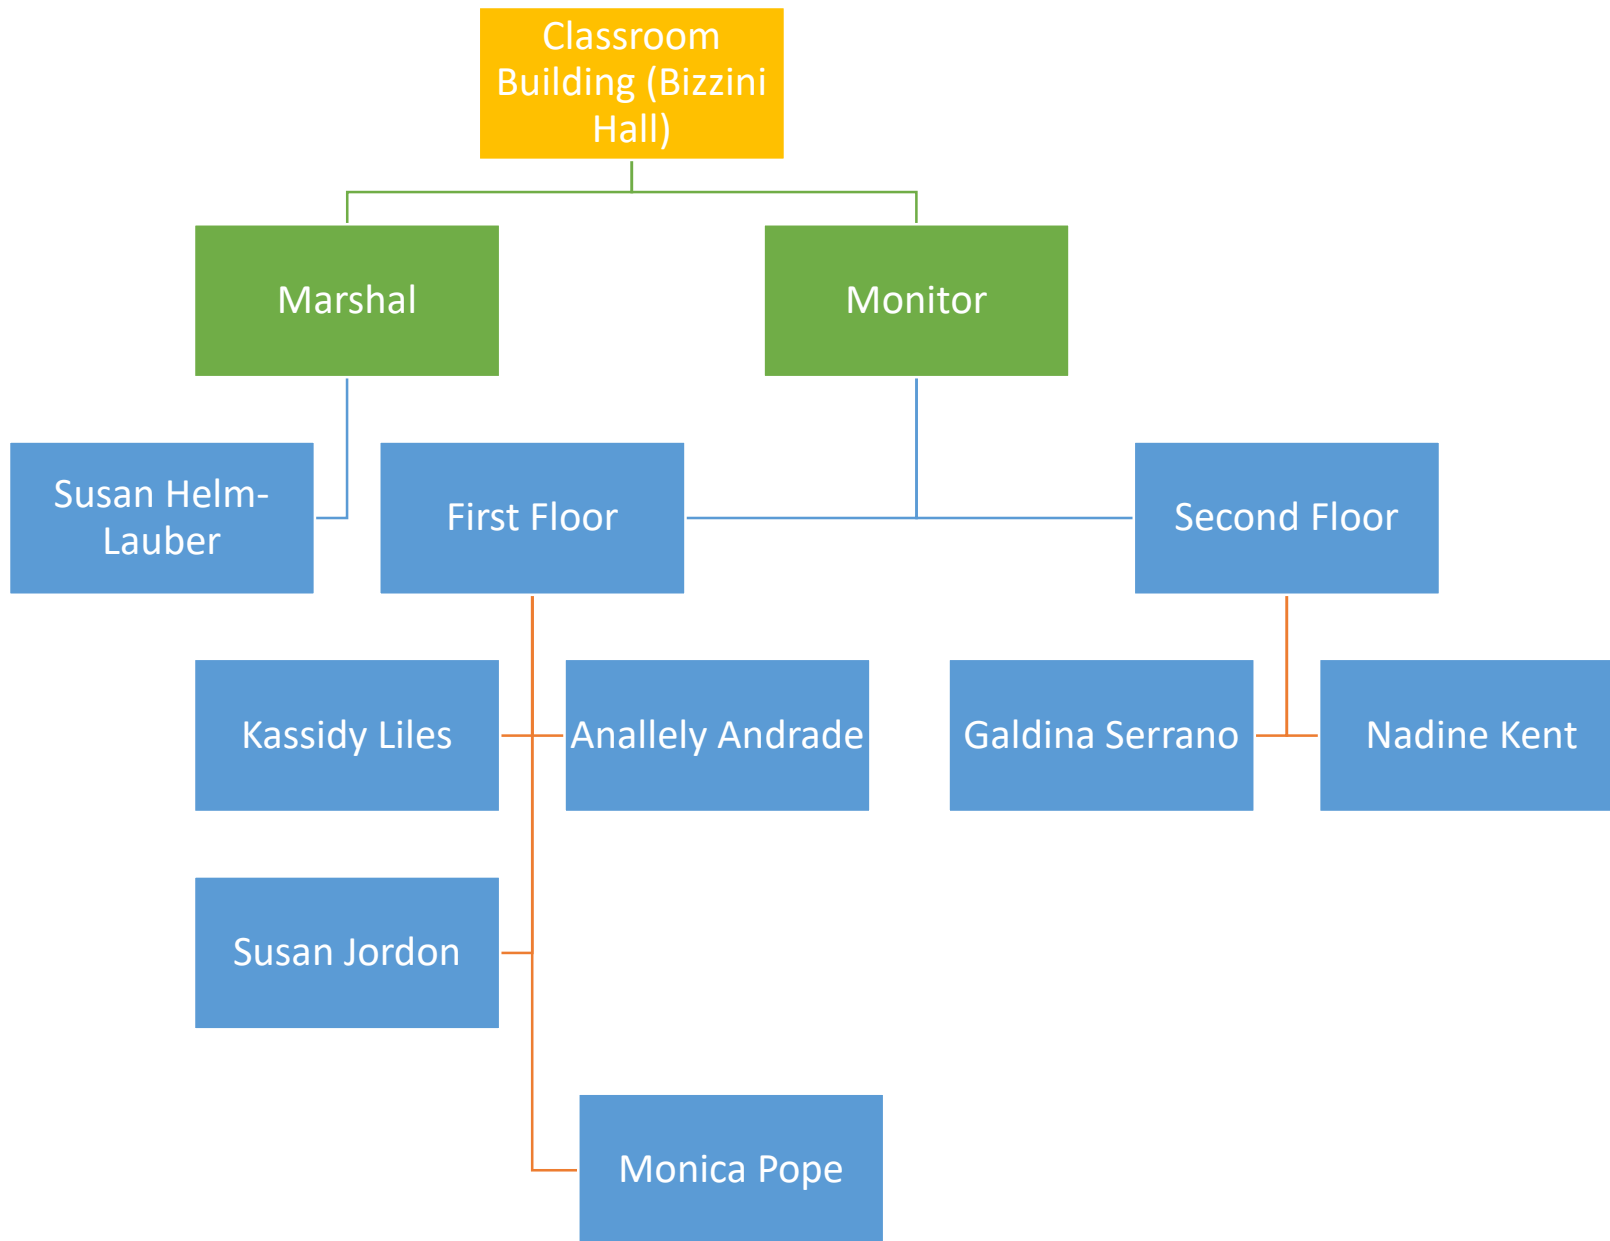 Classroom
Building (Bizzini
Hall)
Marshal
Monitor
Susan Helm-
Lauber
First Floor
Second Floor
Kassidy Liles
Anallely Andrade
Galdina Serrano
Nadine Kent
Susan Jordon
Monica Pope